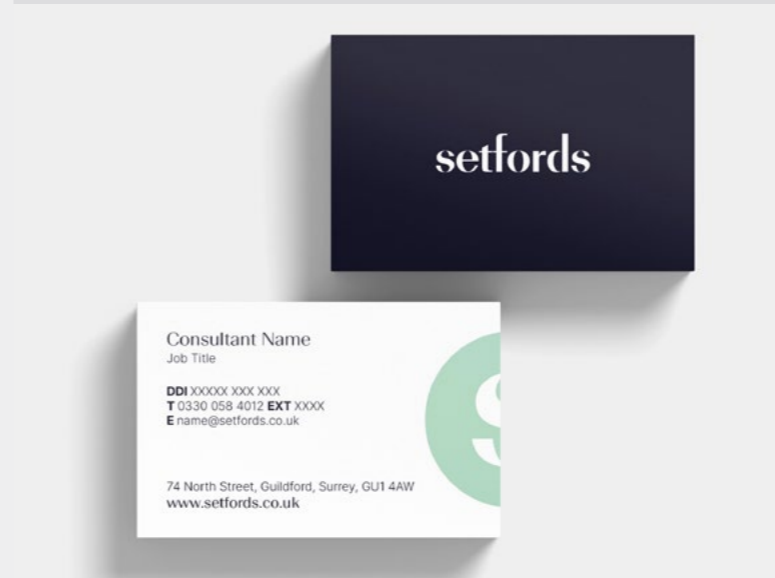 setfords
Consultant Name
Job Title
DDI XXXXX XXX XXX
T 0330 058 4012 EXT XXXX
E name@setfords.co.uk
74 North Street, Guildford, Surrey, GU1 4AW
www.setfords.co.uk
S